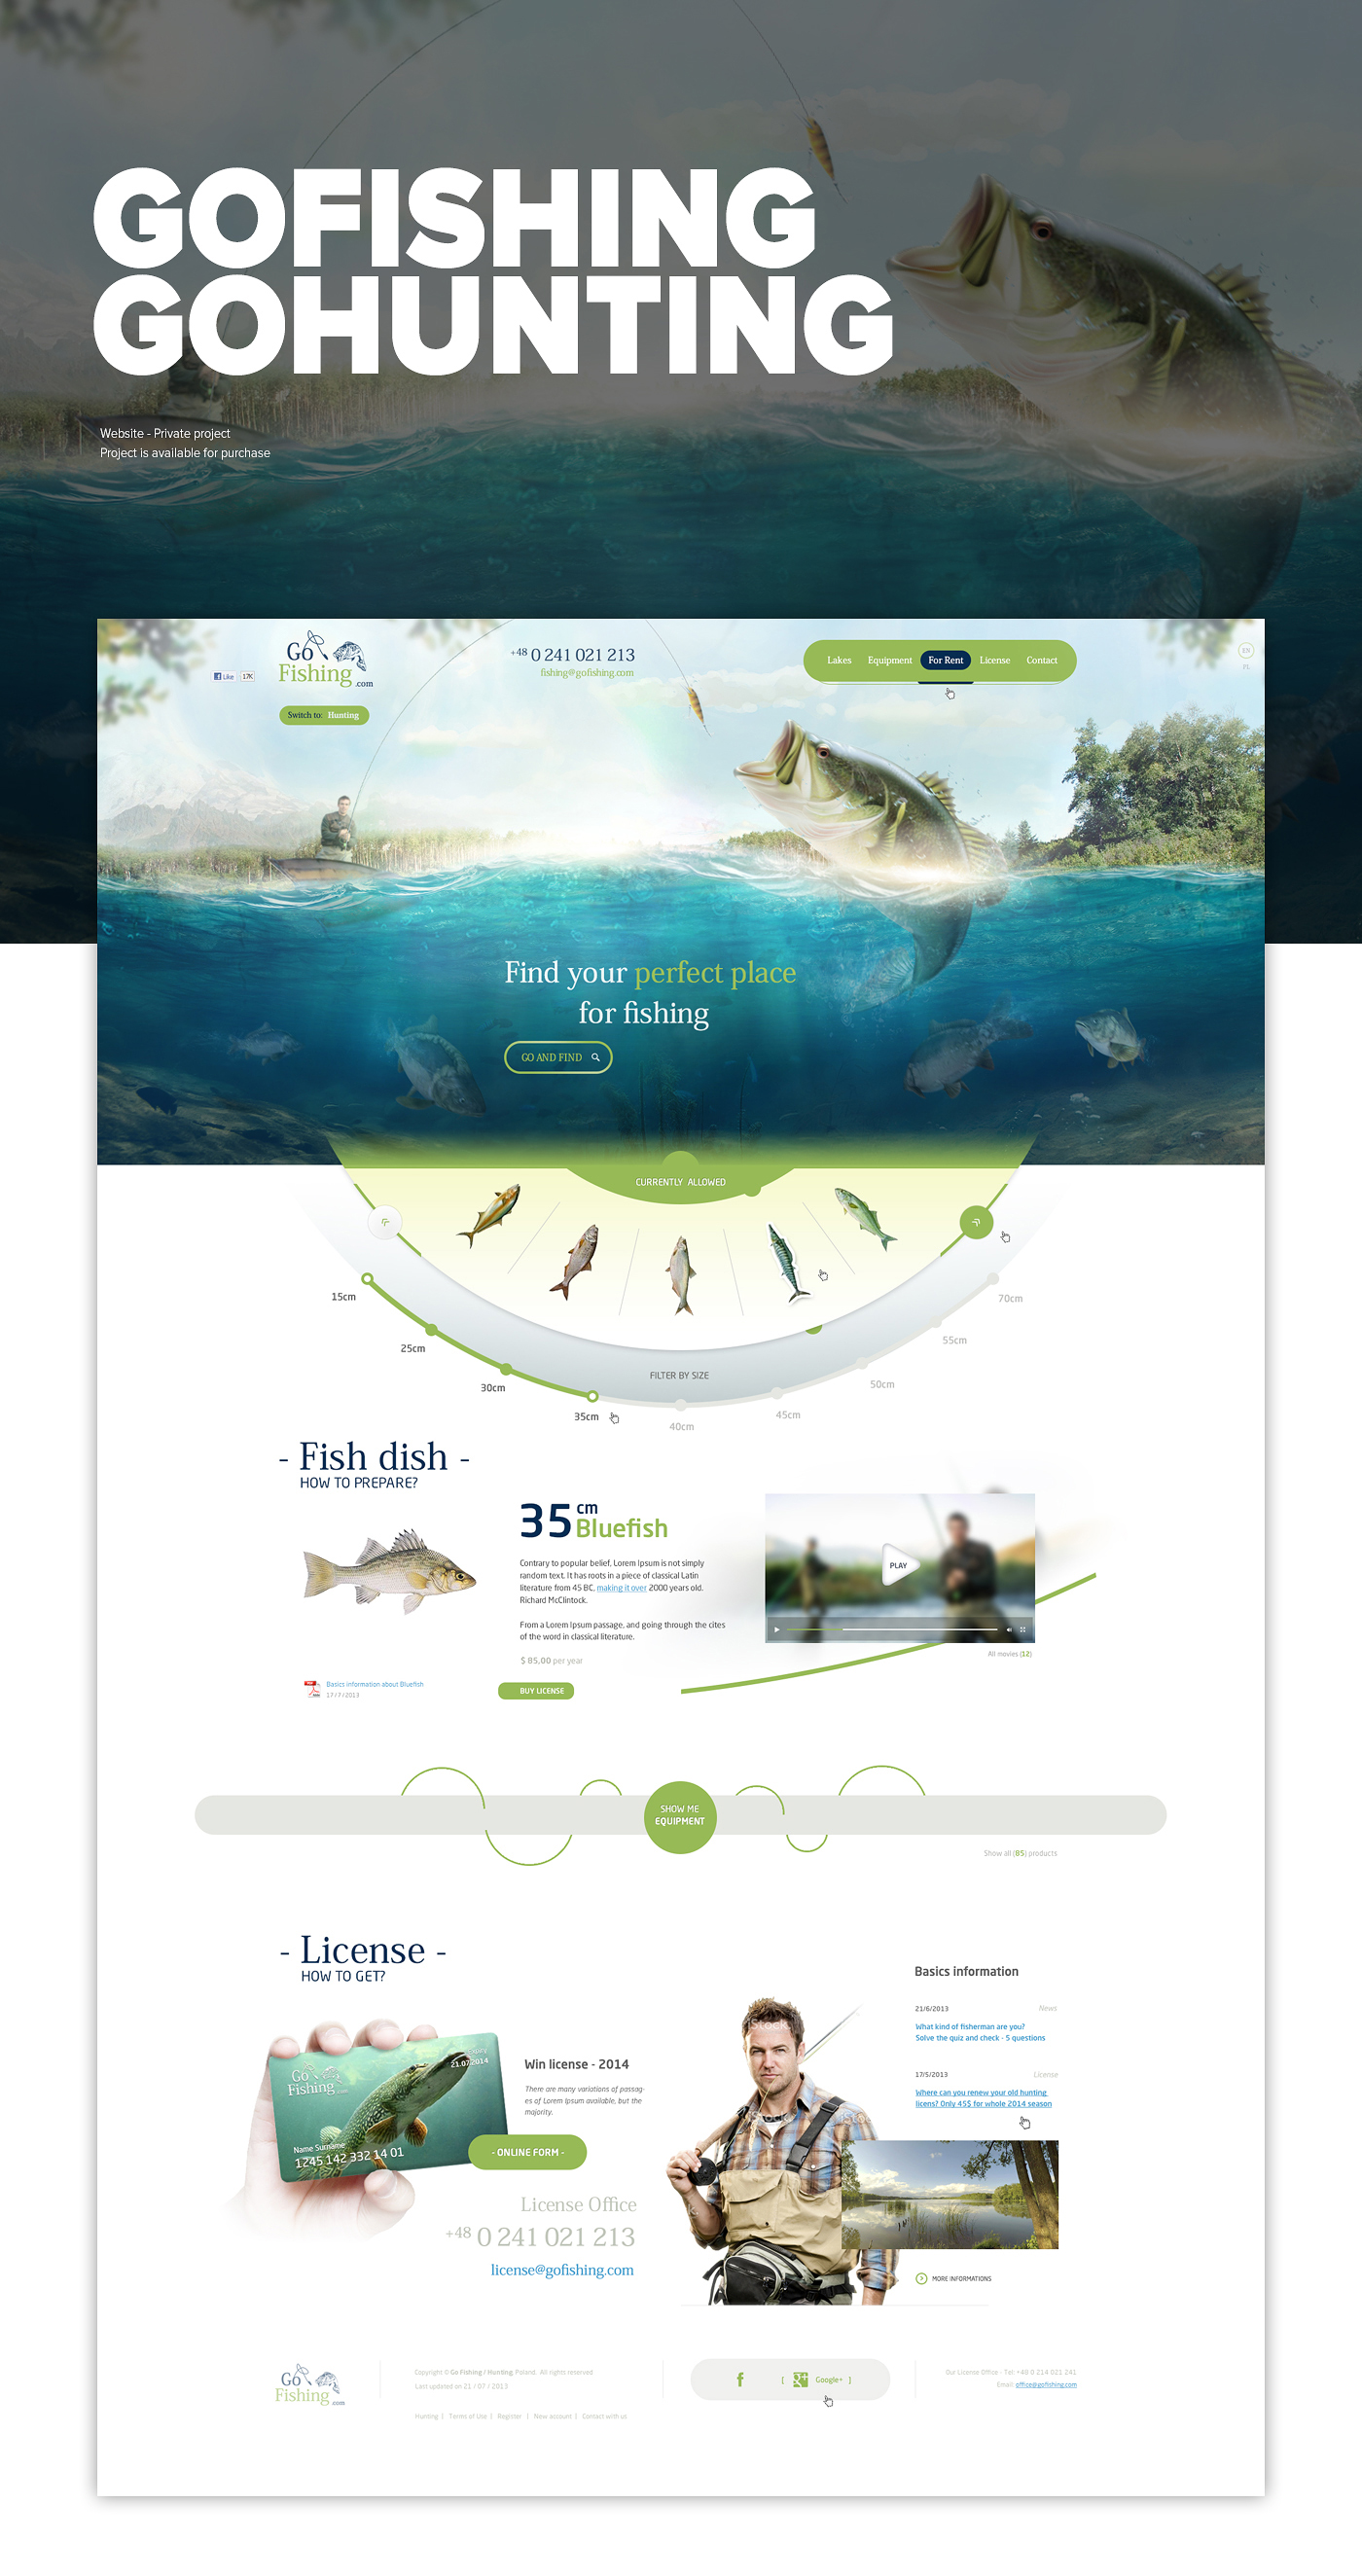 GOFISHING
GOHUNTING
Website - Private project
Project is available for purchase
Like 17K
Go
Fishing
.com
Switch to: Hunting
+48 0 241 021 213
fishing@gofishing.com
Lakes Equipment For Rent License Contact
EN
PL
Find your perfect place
for fishing
GO AND FIND
CURRENTLY ALLOWED
15cm
25cm
30cm
35cm
40cm
45cm
50cm
55cm
70cm
FILTER BY SIZE
- Fish dish -
HOW TO PREPARE?
35 cm
Bluefish
Contrary to popular belief, Lorem Ipsum is not simply
random text. It has roots in a piece of classical Latin
literature from 45 BC, making it over 2000 years old.
Richard McClintock.
From a Lorem Ipsum passage, and going through the cites
of the word in classical literature.
$ 85,00 per year
BUY LICENSE
PLAY
All movies (12)
Basics information about Bluefish
17/7/2013
SHOW ME
EQUIPMENT
Show all (85) products
- License -
HOW TO GET?
Go
Fishing
.com
Expiry
21.07.2014
Name Surname
1245 142 332 14 01
Win license - 2014
There are many variations of passag-
es of Lorem Ipsum available, but the
majority.
- ONLINE FORM -
License Office
+48 0 241 021 213
license@gofishing.com
iStock
iStock
Basics information
21/6/2013 News
What kind of fisherman are you?
Solve the quiz and check - 5 questions
17/5/2013 License
Where can you renew your old hunting
licens? Only 45$ for whole 2014 season
MORE INFORMATIONS
Go
Fishing
.com
Copyright © Go Fishing / Hunting, Poland. All rights reserved
Last updated on 21 / 07 / 2013
Hunting | Terms of Use | Register | New account | Contact with us
f [ g+ Google+ ]
Our License Office - Tel: +40 0 214 021 241
Email: office@gofishing.com